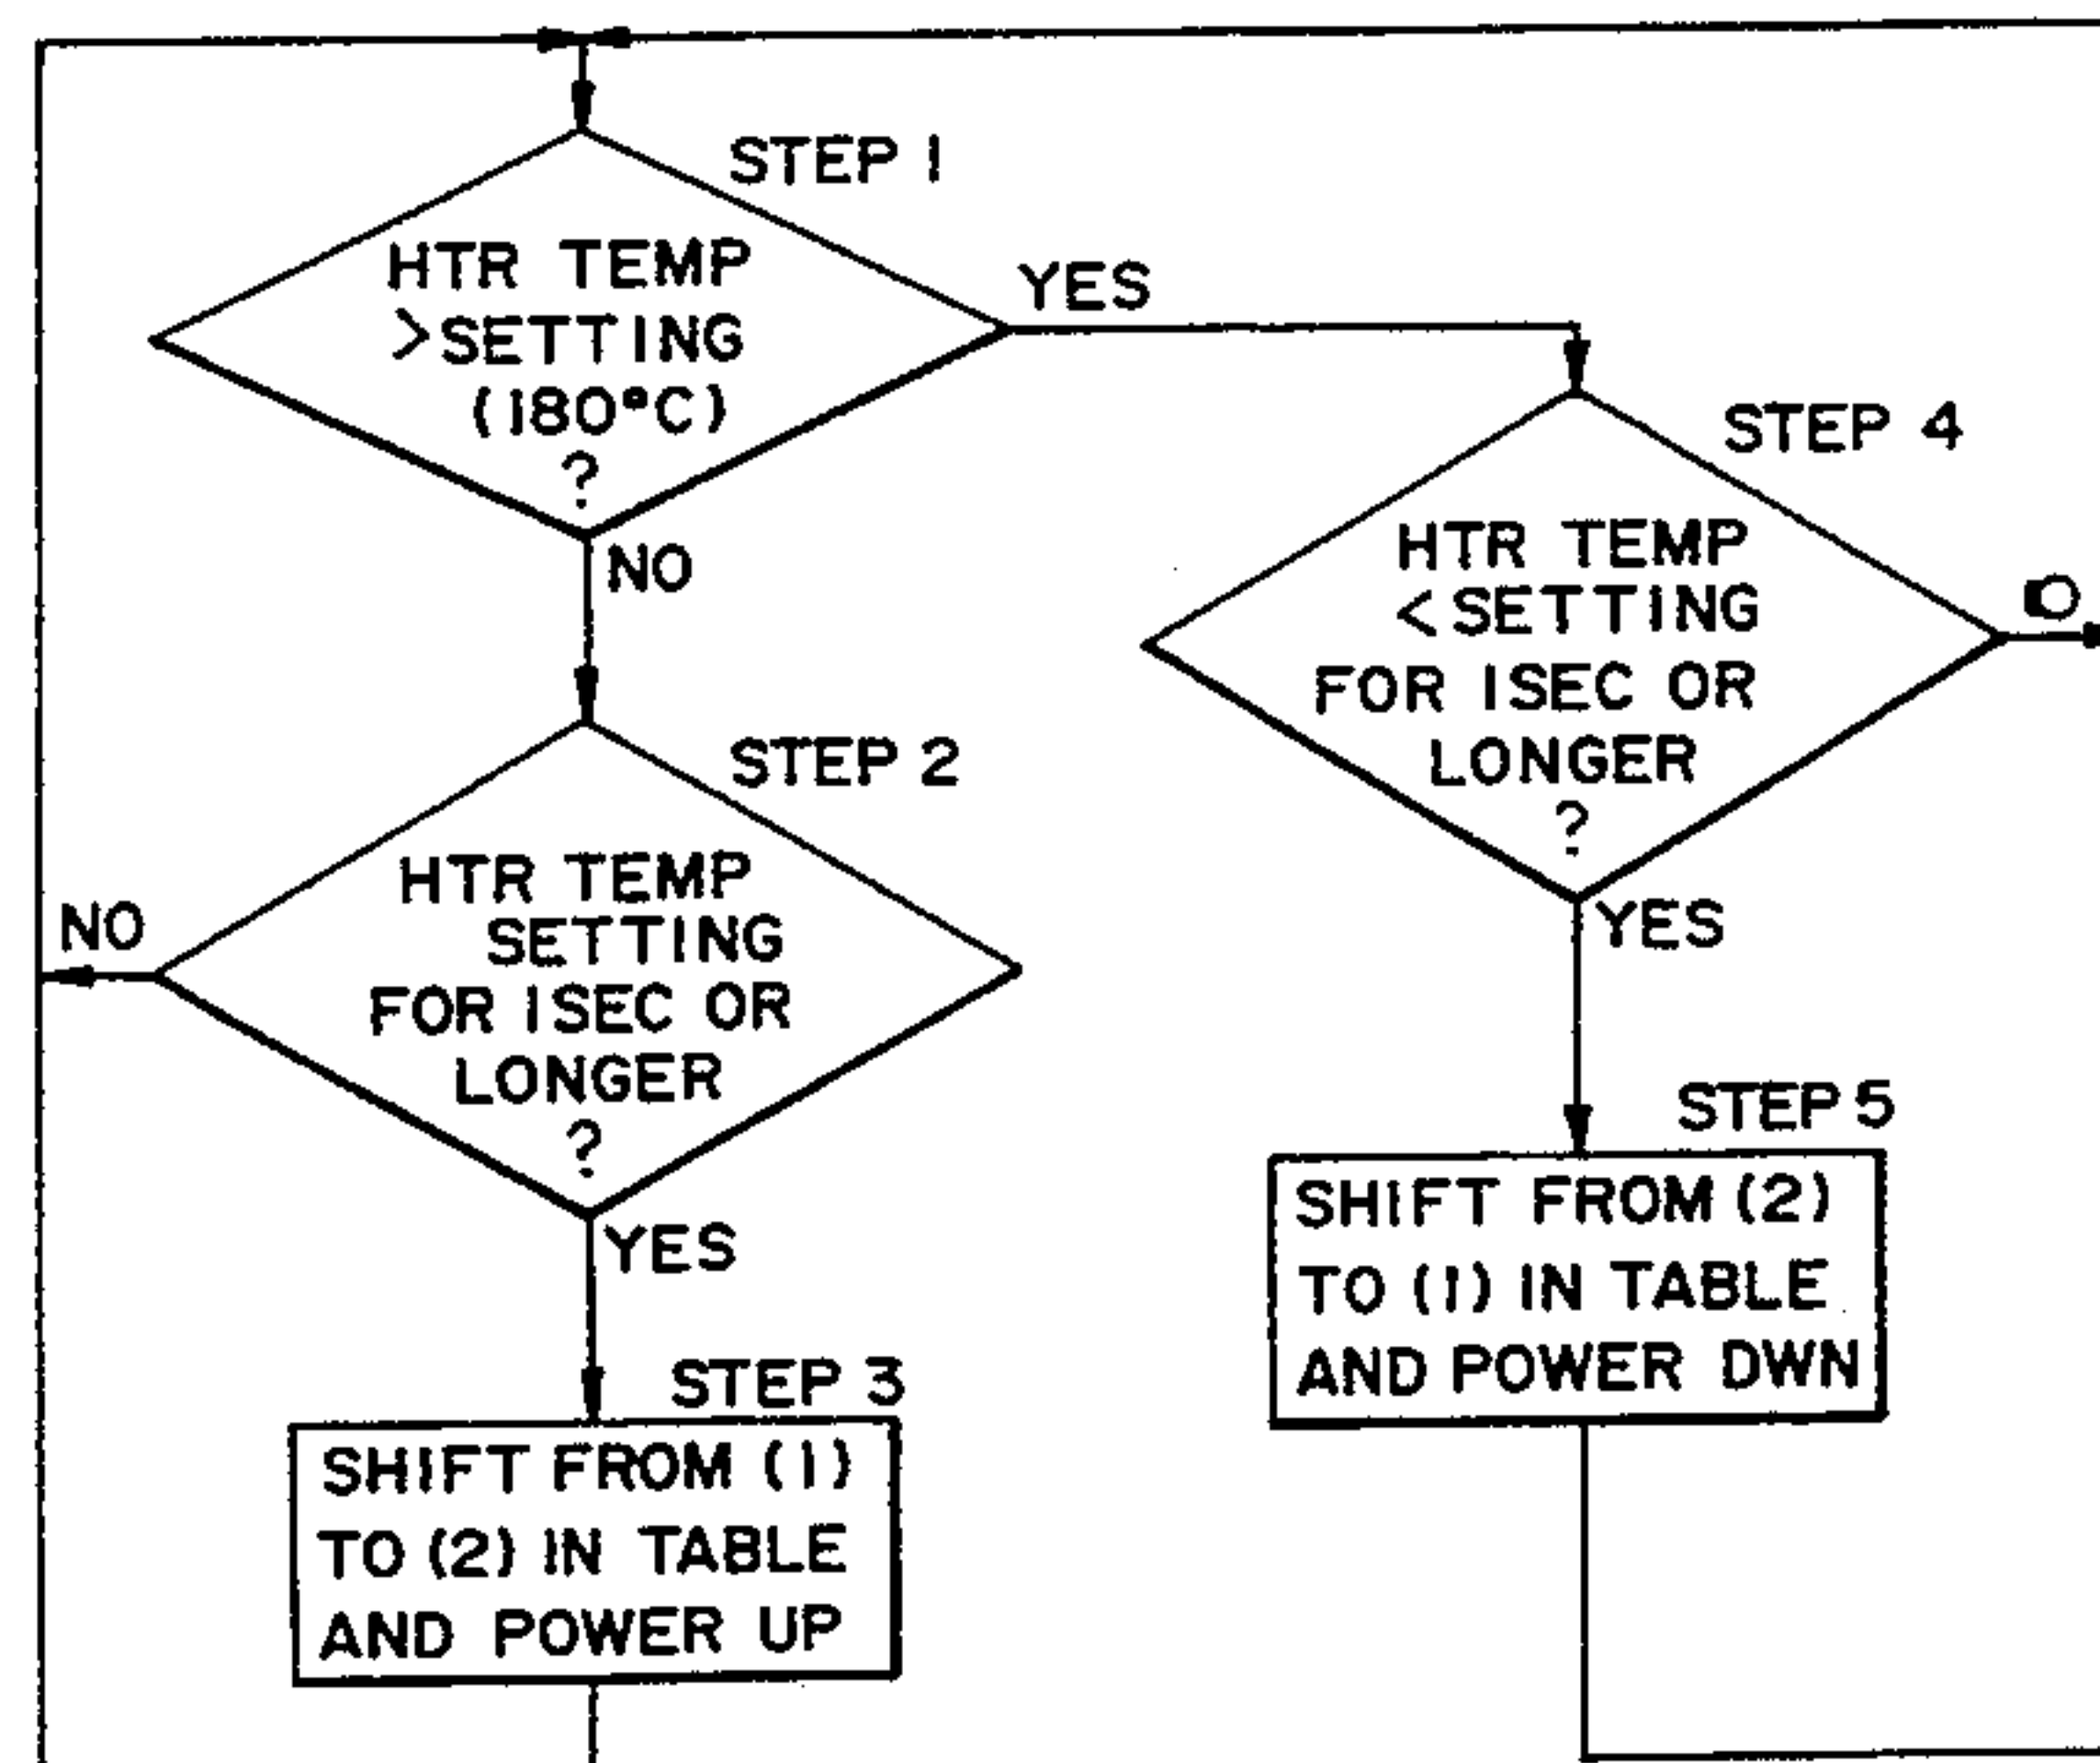 STEP 1
HTR TEMP
>SETTING
(180°C)
?
YES
NO
STEP 2
HTR TEMP
SETTING
FOR 1SEC OR
LONGER
?
NO
YES
STEP 3
SHIFT FROM (1)
TO (2) IN TABLE
AND POWER UP
STEP 4
HTR TEMP
<SETTING
FOR 1SEC OR
LONGER
?
YES
STEP 5
SHIFT FROM (2)
TO (1) IN TABLE
AND POWER DWN